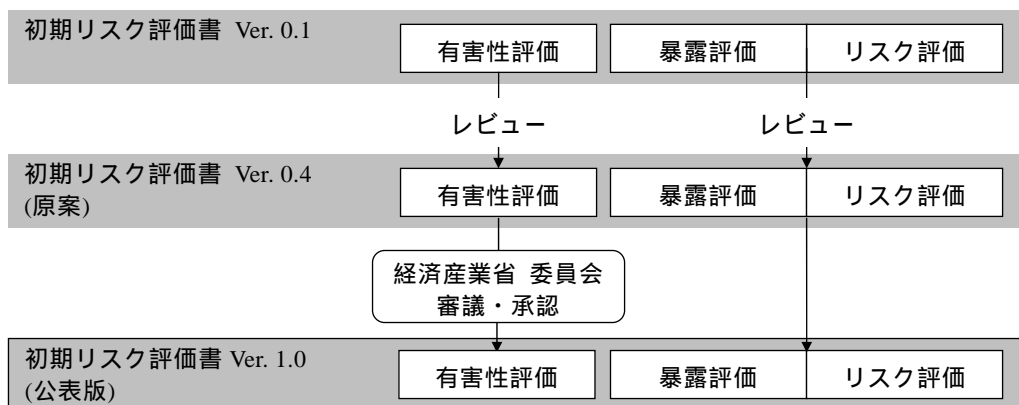 初期リスク評価書 Ver. 0.1
有害性評価 暴露評価 リスク評価
レビュー レビュー
初期リスク評価書 Ver. 0.4
(原案)
有害性評価 暴露評価 リスク評価
経済産業省 委員会
審議・承認
初期リスク評価書 Ver. 1.0
(公表版)
有害性評価 暴露評価 リスク評価